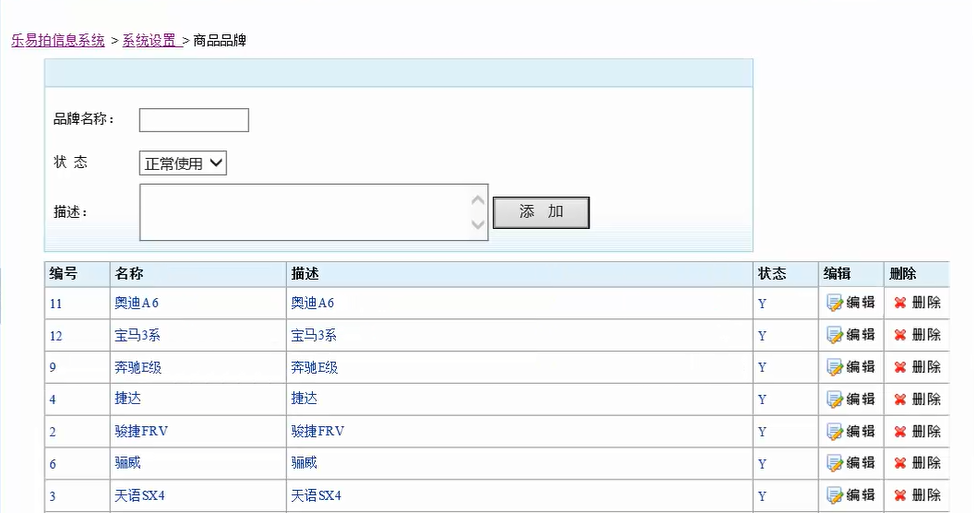 乐易拍信息系统 > 系统设置 > 商品品牌
品牌名称：
状 态 正常使用
描述： 添 加
编号 名称 描述 状态 编辑 删除
11 奥迪A6 奥迪A6 Y 编辑 删除
12 宝马3系 宝马3系 Y 编辑 删除
9 奔驰E级 奔驰E级 Y 编辑 删除
4 捷达 捷达 Y 编辑 删除
2 骏捷FRV 骏捷FRV Y 编辑 删除
6 骊威 骊威 Y 编辑 删除
3 天语SX4 天语SX4 Y 编辑 删除